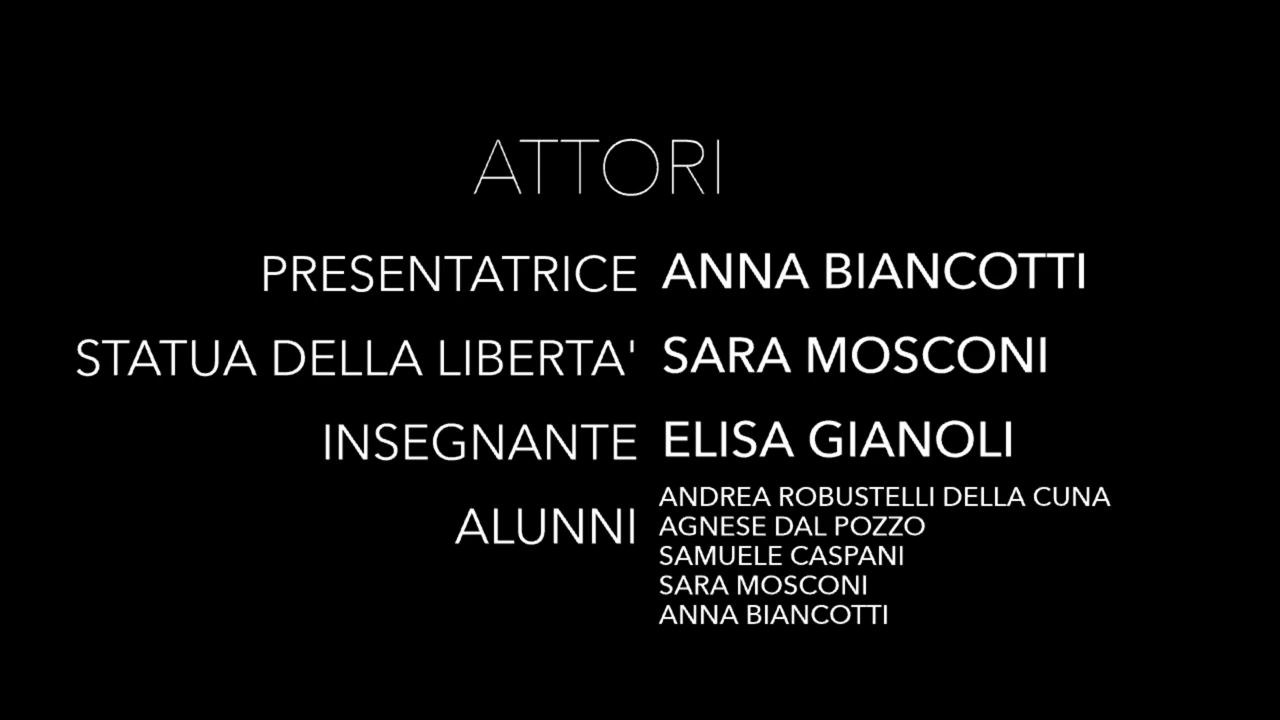 ATTORI
PRESENTATRICE ANNA BIANCOTTI
STATUA DELLA LIBERTA' SARA MOSCONI
INSEGNANTE ELISA GIANOLI
ALUNNI ANDREA ROBUSTELLI DELLA CUNA
AGNESE DAL POZZO
SAMUELE CASPANI
SARA MOSCONI
ANNA BIANCOTTI